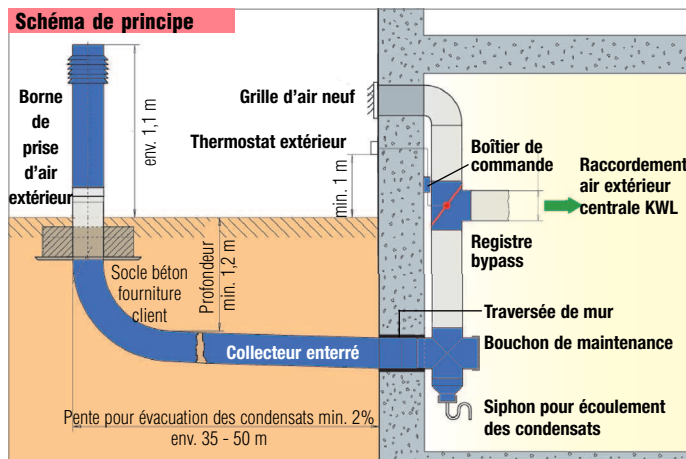 Schéma de principe
Borne
de
prise
d'air
extérieur
env. 1,1 m
Grille d'air neuf
Thermostat extérieur
min. 1 m
Boîtier de
commande
Raccordement
air extérieur
centrale KWL
Registre
bypass
Socle béton
fourniture
client
Profondeur
min. 1,2 m
Traversée de mur
Collecteur enterré
Bouchon de maintenance
Pente pour évacuation des condensats min. 2%
env. 35 - 50 m
Siphon pour écoulement
des condensats